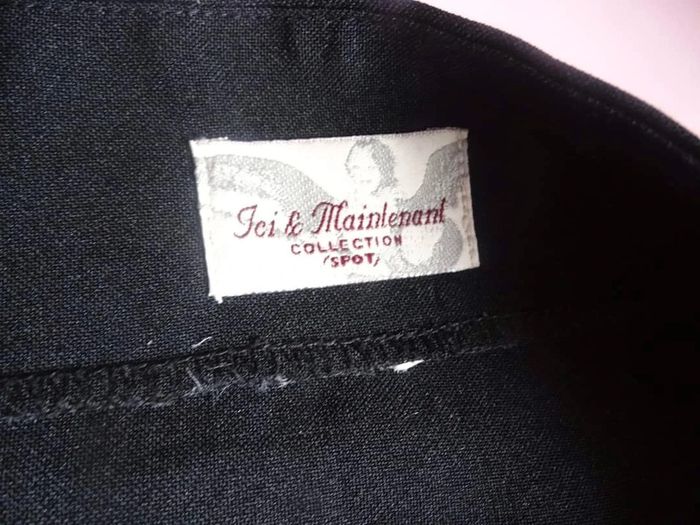 Ici & Maintenant
COLLECTION
/SPOT/